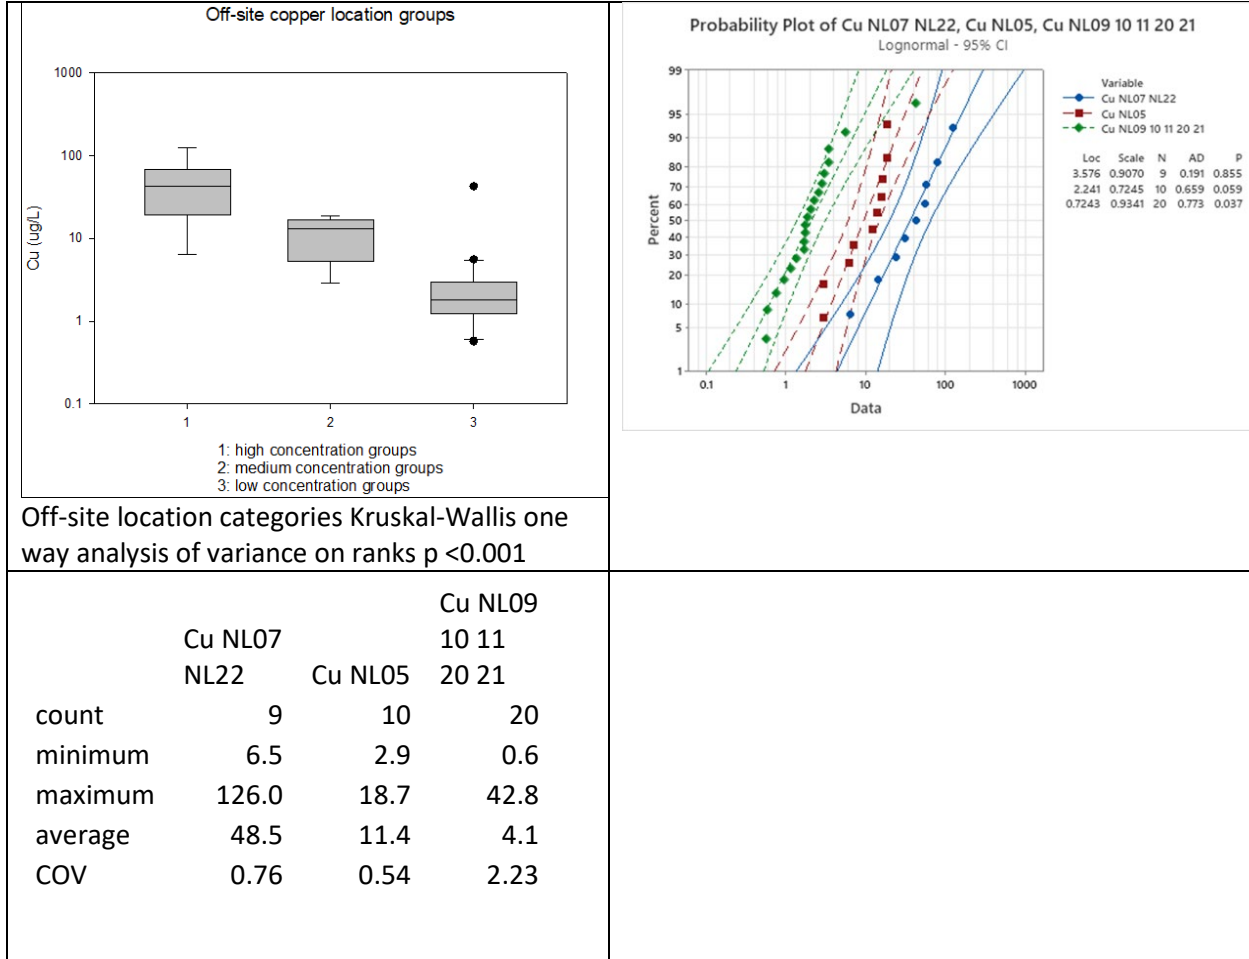 Off-site copper location groups
1000
100
10
1
0.1
Cu (ug/L)
1
2
3
1: high concentration groups
2: medium concentration groups
3: low concentration groups
Off-site location categories Kruskal-Wallis one
way analysis of variance on ranks p <0.001
Probability Plot of Cu NL07 NL22, Cu NL05, Cu NL09 10 11 20 21
Lognormal - 95% CI
99
95
90
80
70
60
50
40
30
20
10
5
1
Percent
0.1
1
10
100
1000
Data
Variable
Cu NL07 NL22
Cu NL05
Cu NL09 10 11 20 21
Loc Scale N AD P
3.576 0.9070 9 0.191 0.855
2.241 0.7245 10 0.659 0.059
0.7243 0.9341 20 0.773 0.037
Cu NL09
Cu NL07 10 11
NL22 Cu NL05 20 21
count 9 10 20
minimum 6.5 2.9 0.6
maximum 126.0 18.7 42.8
average 48.5 11.4 4.1
COV 0.76 0.54 2.23